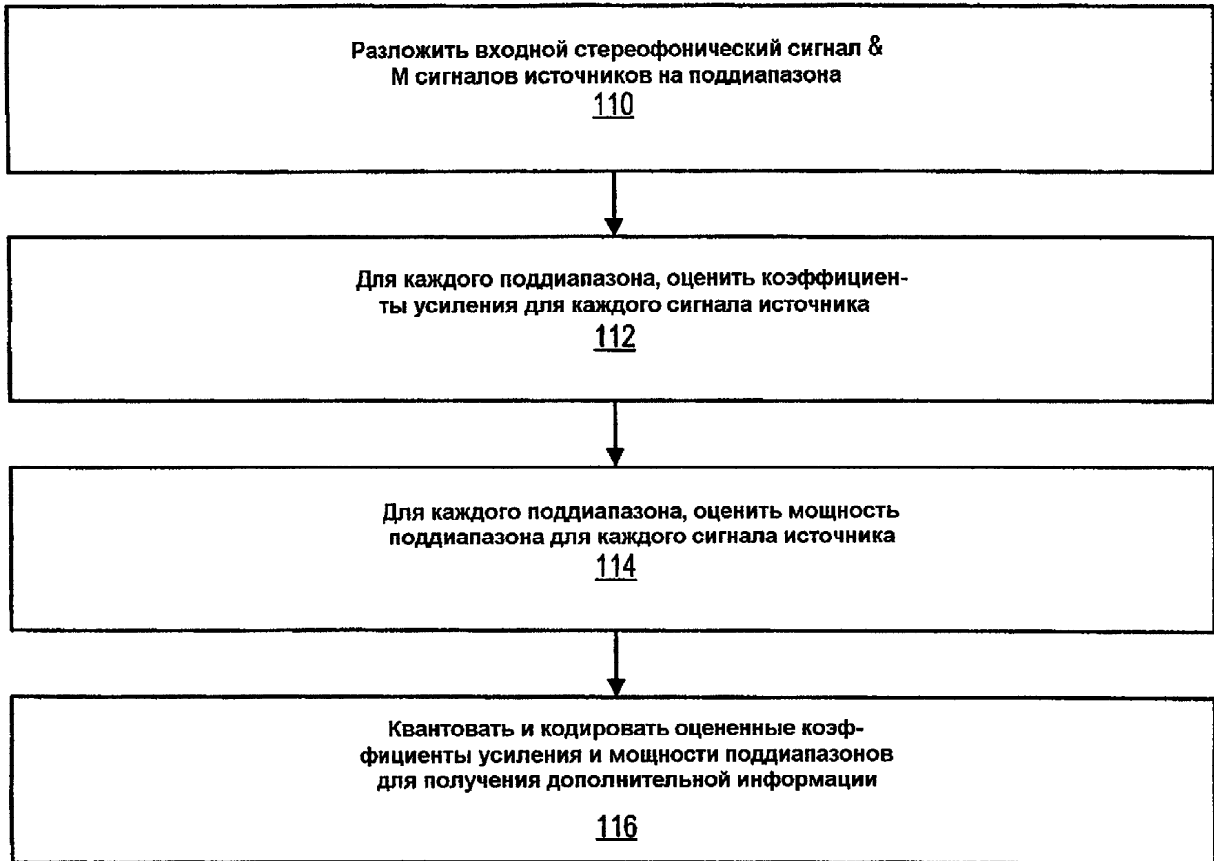 Разложить входной стереофонический сигнал &
М сигналов источников на поддиапазона
110
Для каждого поддиапазона, оценить коэффициен-
ты усиления для каждого сигнала источника
112
Для каждого поддиапазона, оценить мощность
поддиапазона для каждого сигнала источника
114
Квантовать и кодировать оцененные коэф-
фициенты усиления и мощности поддиапазонов
для получения дополнительной информации
116